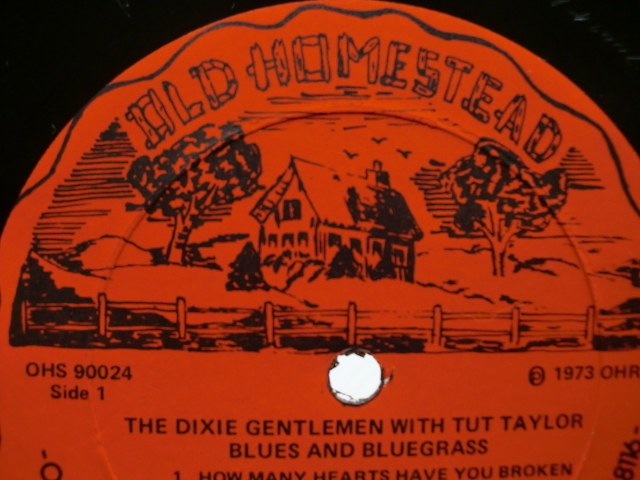 OLD HOMESTEAD
OHS 90024
Side 1
℗ 1973 OHR
THE DIXIE GENTLEMEN WITH TUT TAYLOR
BLUES AND BLUEGRASS
1. HOW MANY HEARTS HAVE YOU BROKEN